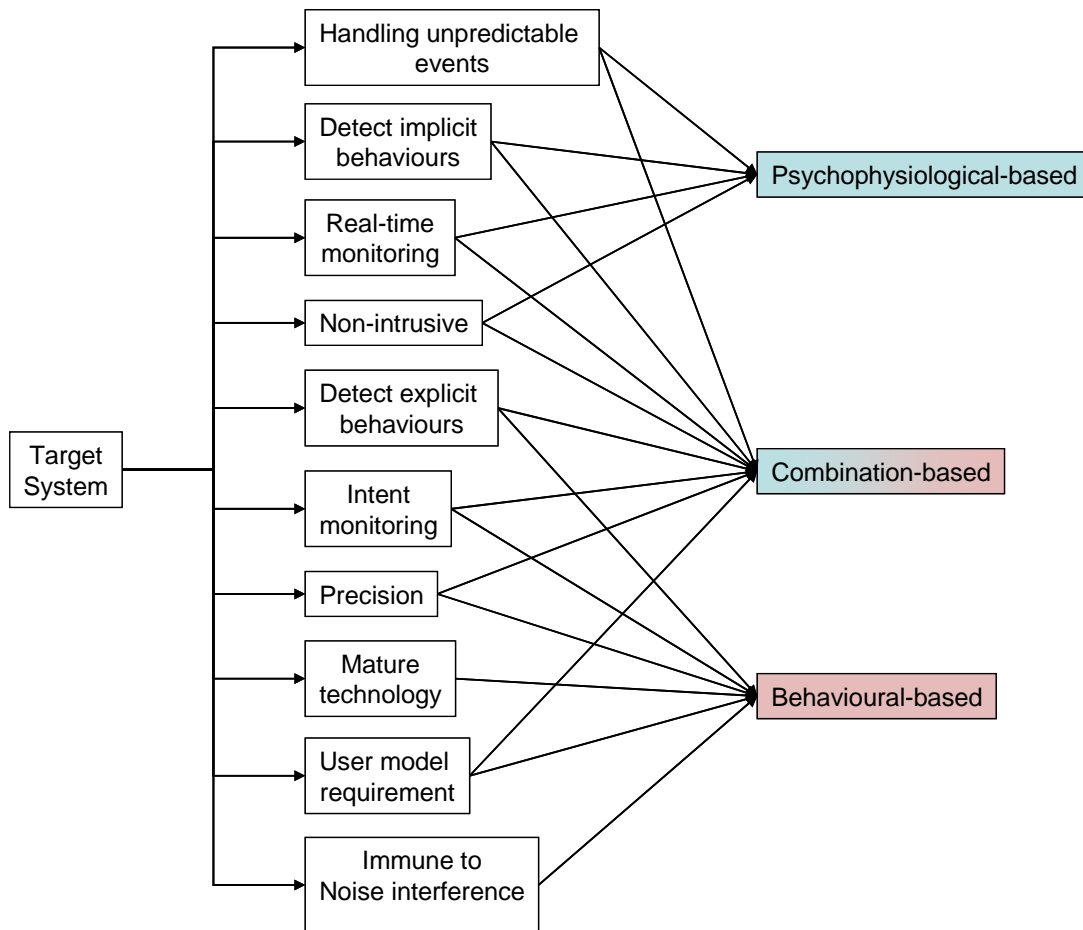 Handling unpredictable
events
Detect implicit
behaviours
Psychophysiological-based
Real-time
monitoring
Non-intrusive
Detect explicit
behaviours
Target
System
Combination-based
Intent
monitoring
Precision
Mature
technology
Behavioural-based
User model
requirement
Immune to
Noise interference